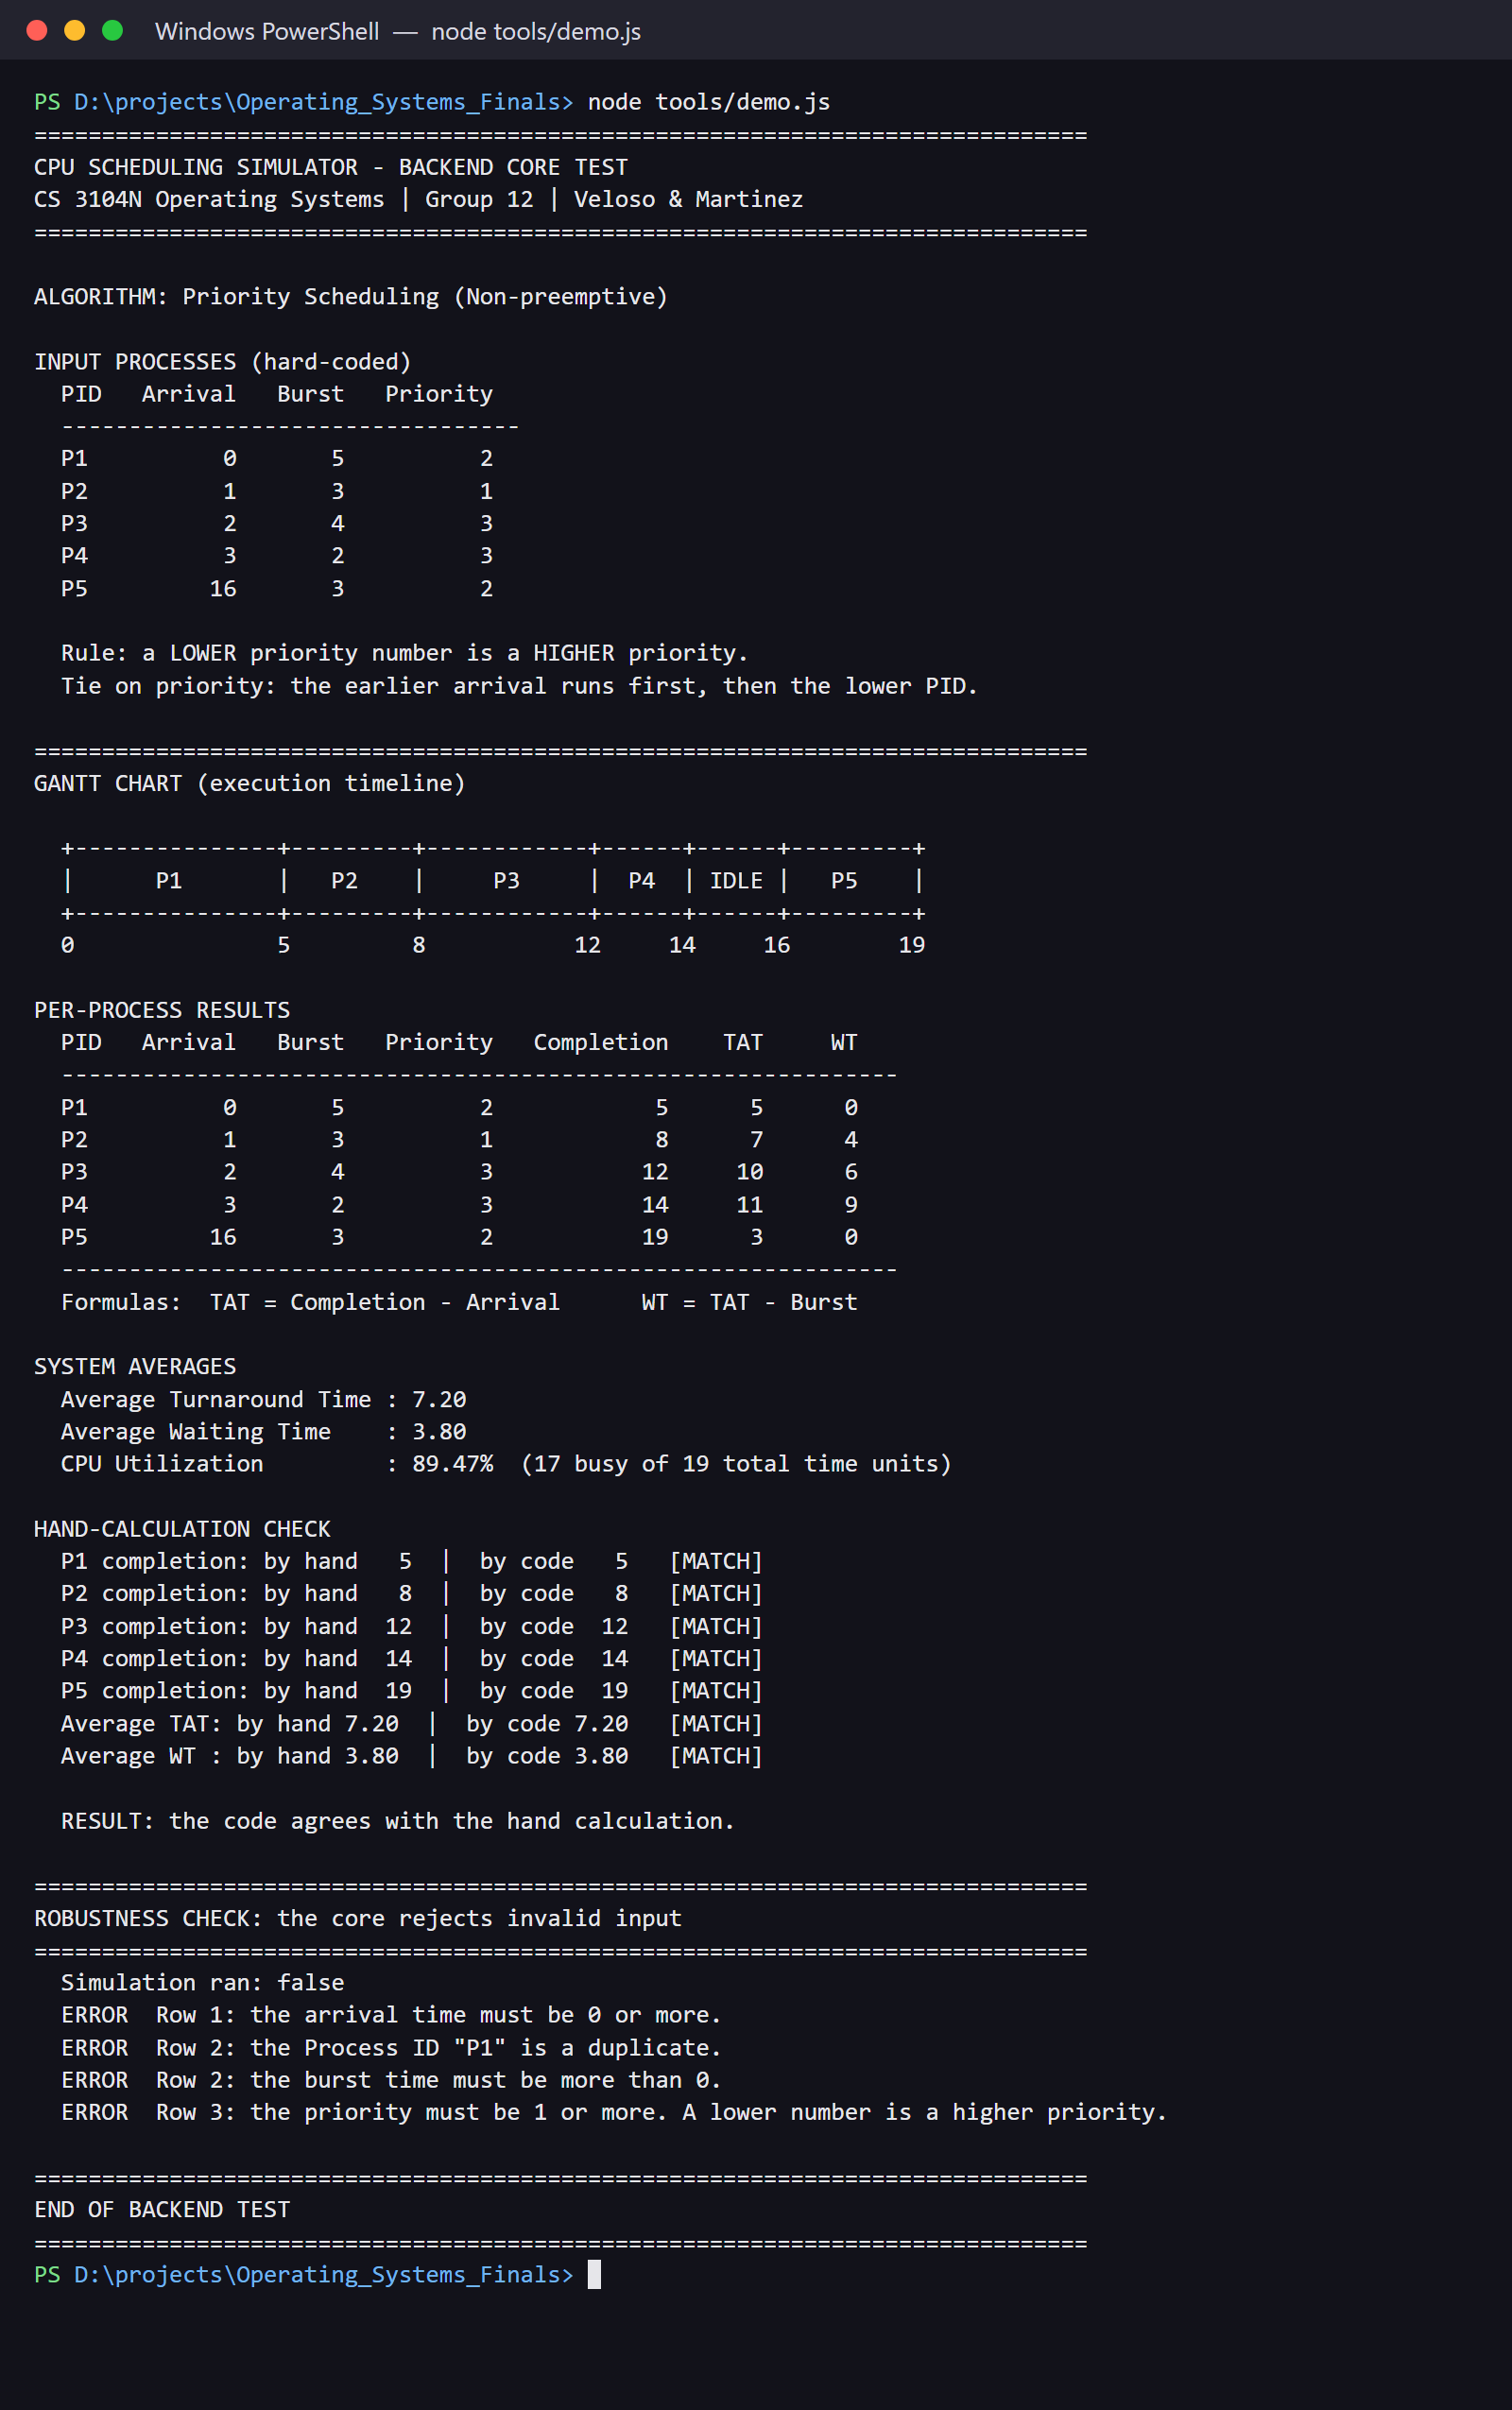 Windows PowerShell — node tools/demo.js
PS D:\projects\Operating_Systems_Finals> node tools/demo.js
==============================================================================
CPU SCHEDULING SIMULATOR - BACKEND CORE TEST
CS 3104N Operating Systems | Group 12 | Veloso & Martinez
==============================================================================

ALGORITHM: Priority Scheduling (Non-preemptive)

INPUT PROCESSES (hard-coded)
  PID   Arrival   Burst   Priority
  ----------------------------------
  P1          0       5          2
  P2          1       3          1
  P3          2       4          3
  P4          3       2          3
  P5         16       3          2

  Rule: a LOWER priority number is a HIGHER priority.
  Tie on priority: the earlier arrival runs first, then the lower PID.

==============================================================================
GANTT CHART (execution timeline)

  +---------------+---------+------------+------+------+---------+
  |      P1       |   P2    |     P3     |  P4  | IDLE |   P5    |
  +---------------+---------+------------+------+------+---------+
  0               5         8           12     14     16        19

PER-PROCESS RESULTS
  PID   Arrival   Burst   Priority   Completion    TAT     WT
  --------------------------------------------------------------
  P1          0       5          2            5      5      0
  P2          1       3          1            8      7      4
  P3          2       4          3           12     10      6
  P4          3       2          3           14     11      9
  P5         16       3          2           19      3      0
  --------------------------------------------------------------
  Formulas:  TAT = Completion - Arrival      WT = TAT - Burst

SYSTEM AVERAGES
  Average Turnaround Time : 7.20
  Average Waiting Time    : 3.80
  CPU Utilization         : 89.47%  (17 busy of 19 total time units)

HAND-CALCULATION CHECK
  P1 completion: by hand   5  |  by code   5   [MATCH]
  P2 completion: by hand   8  |  by code   8   [MATCH]
  P3 completion: by hand  12  |  by code  12   [MATCH]
  P4 completion: by hand  14  |  by code  14   [MATCH]
  P5 completion: by hand  19  |  by code  19   [MATCH]
  Average TAT: by hand 7.20  |  by code 7.20   [MATCH]
  Average WT : by hand 3.80  |  by code 3.80   [MATCH]

  RESULT: the code agrees with the hand calculation.

==============================================================================
ROBUSTNESS CHECK: the core rejects invalid input
==============================================================================
  Simulation ran: false
  ERROR  Row 1: the arrival time must be 0 or more.
  ERROR  Row 2: the Process ID "P1" is a duplicate.
  ERROR  Row 2: the burst time must be more than 0.
  ERROR  Row 3: the priority must be 1 or more. A lower number is a higher priority.

==============================================================================
END OF BACKEND TEST
==============================================================================
PS D:\projects\Operating_Systems_Finals>